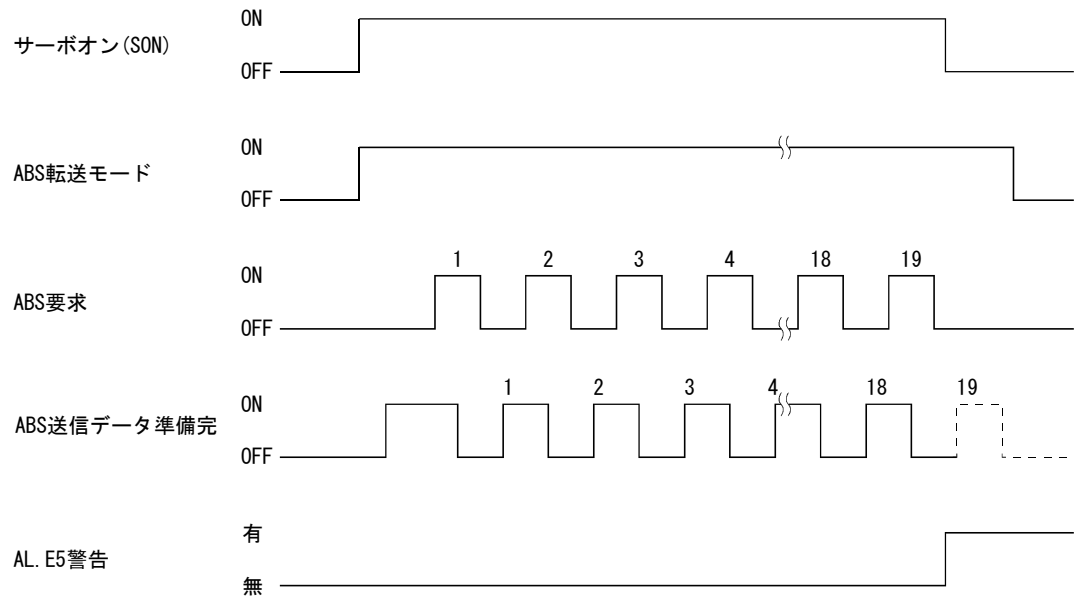 ON
サーボオン(SON)
OFF
ON
ABS転送モード
OFF
1 2 3 4 18 19
ON
ABS要求
OFF
1 2 3 4 18 19
ON
ABS送信データ準備完
OFF
有
AL.E5警告
無